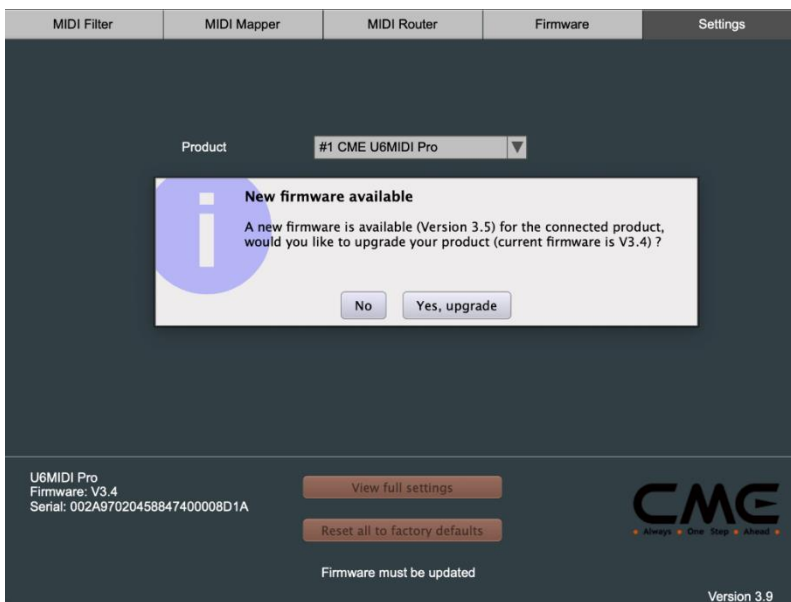 MIDI Filter MIDI Mapper MIDI Router Firmware Settings
Product #1 CME U6MIDI Pro
New firmware available
A new firmware is available (Version 3.5) for the connected product,
would you like to upgrade your product (current firmware is V3.4) ?
No Yes, upgrade
U6MIDI Pro
Firmware: V3.4
Serial: 002A97020458847400008D1A
View full settings
Reset all to factory defaults
Firmware must be updated
CME
Always One Step Ahead
Version 3.9